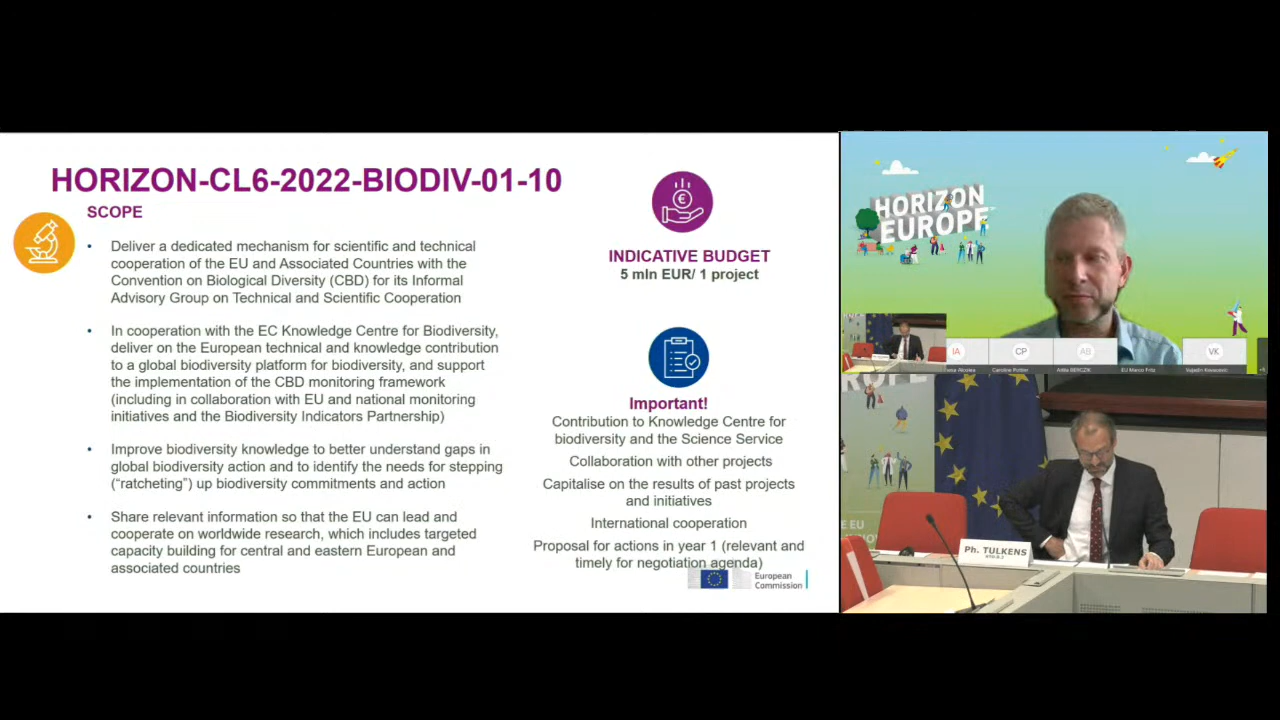 HORIZON-CL6-2022-BIODIV-01-10
SCOPE
• Deliver a dedicated mechanism for scientific and technical
cooperation of the EU and Associated Countries with the
Convention on Biological Diversity (CBD) for its Informal
Advisory Group on Technical and Scientific Cooperation
• In cooperation with the EC Knowledge Centre for Biodiversity,
deliver on the European technical and knowledge contribution
to a global biodiversity platform for biodiversity, and support
the implementation of the CBD monitoring framework
(including in collaboration with EU and national monitoring
initiatives and the Biodiversity Indicators Partnership)
• Improve biodiversity knowledge to better understand gaps in
global biodiversity action and to identify the needs for stepping
(“ratcheting”) up biodiversity commitments and action
• Share relevant information so that the EU can lead and
cooperate on worldwide research, which includes targeted
capacity building for central and eastern European and
associated countries
INDICATIVE BUDGET
5 mln EUR/ 1 project
Important!
Contribution to Knowledge Centre for
biodiversity and the Science Service
Collaboration with other projects
Capitalise on the results of past projects
and initiatives
International cooperation
Proposal for actions in year 1 (relevant and
timely for negotiation agenda)
European
Commission
HORIZON
EUROPE
IA
CP
AB
VK
Caroline Pottier
EU Marco Fritz
Ph. TULKENS